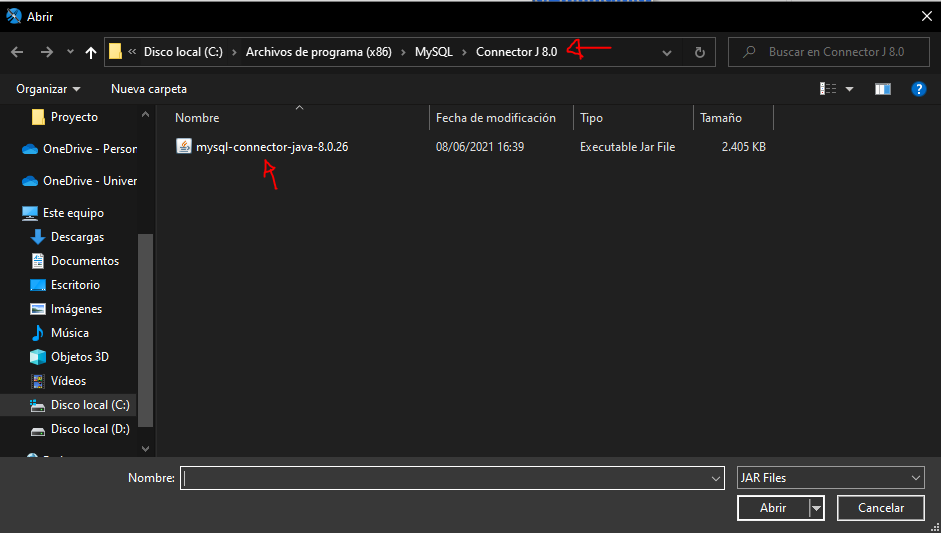 Abrir
Disco local (C:) > Archivos de programa (x86) > MySQL > Connector J 8.0
Buscar en Connector J 8.0
Organizar Nueva carpeta
Nombre Fecha de modificación Tipo Tamaño
mysql-connector-java-8.0.26 08/06/2021 16:39 Executable Jar File 2.405 KB
Proyecto
OneDrive - Person
OneDrive - Univer
Este equipo
Descargas
Documentos
Escritorio
Imágenes
Música
Objetos 3D
Vídeos
Disco local (C:)
Disco local (D:)
Nombre:
JAR Files
Abrir Cancelar